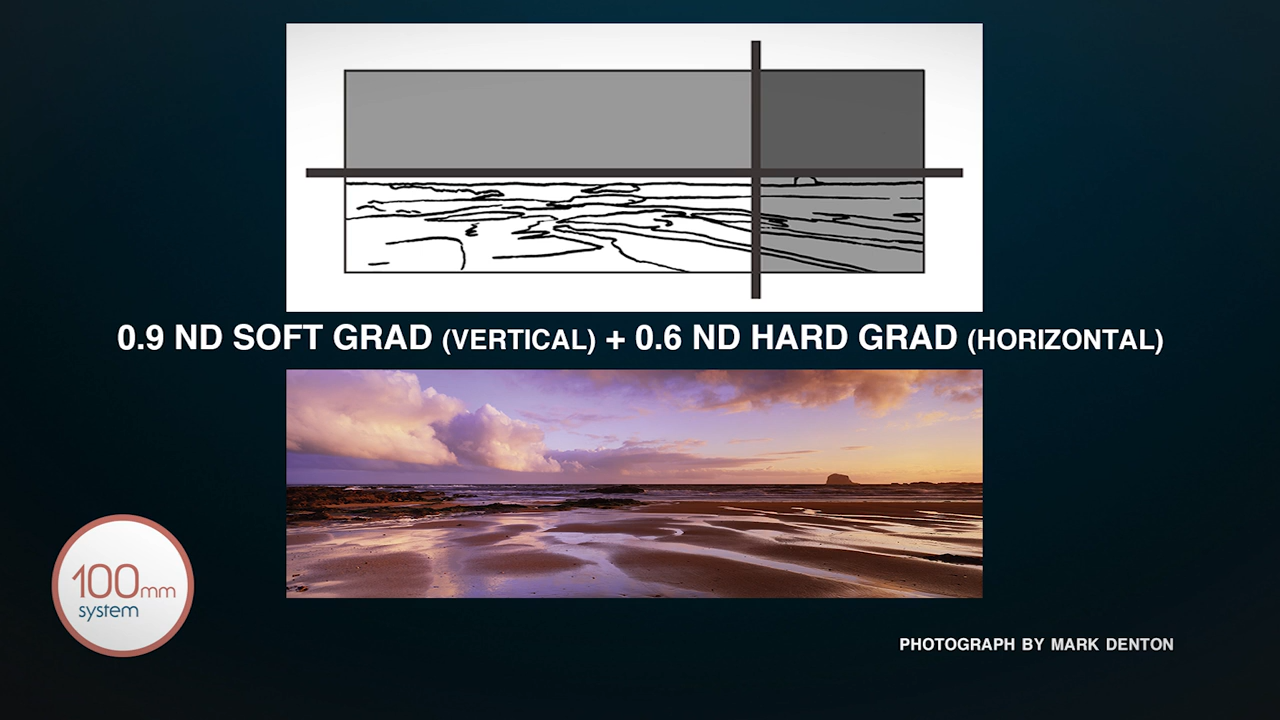 0.9 ND SOFT GRAD (VERTICAL) + 0.6 ND HARD GRAD (HORIZONTAL)
100mm
system
PHOTOGRAPH BY MARK DENTON